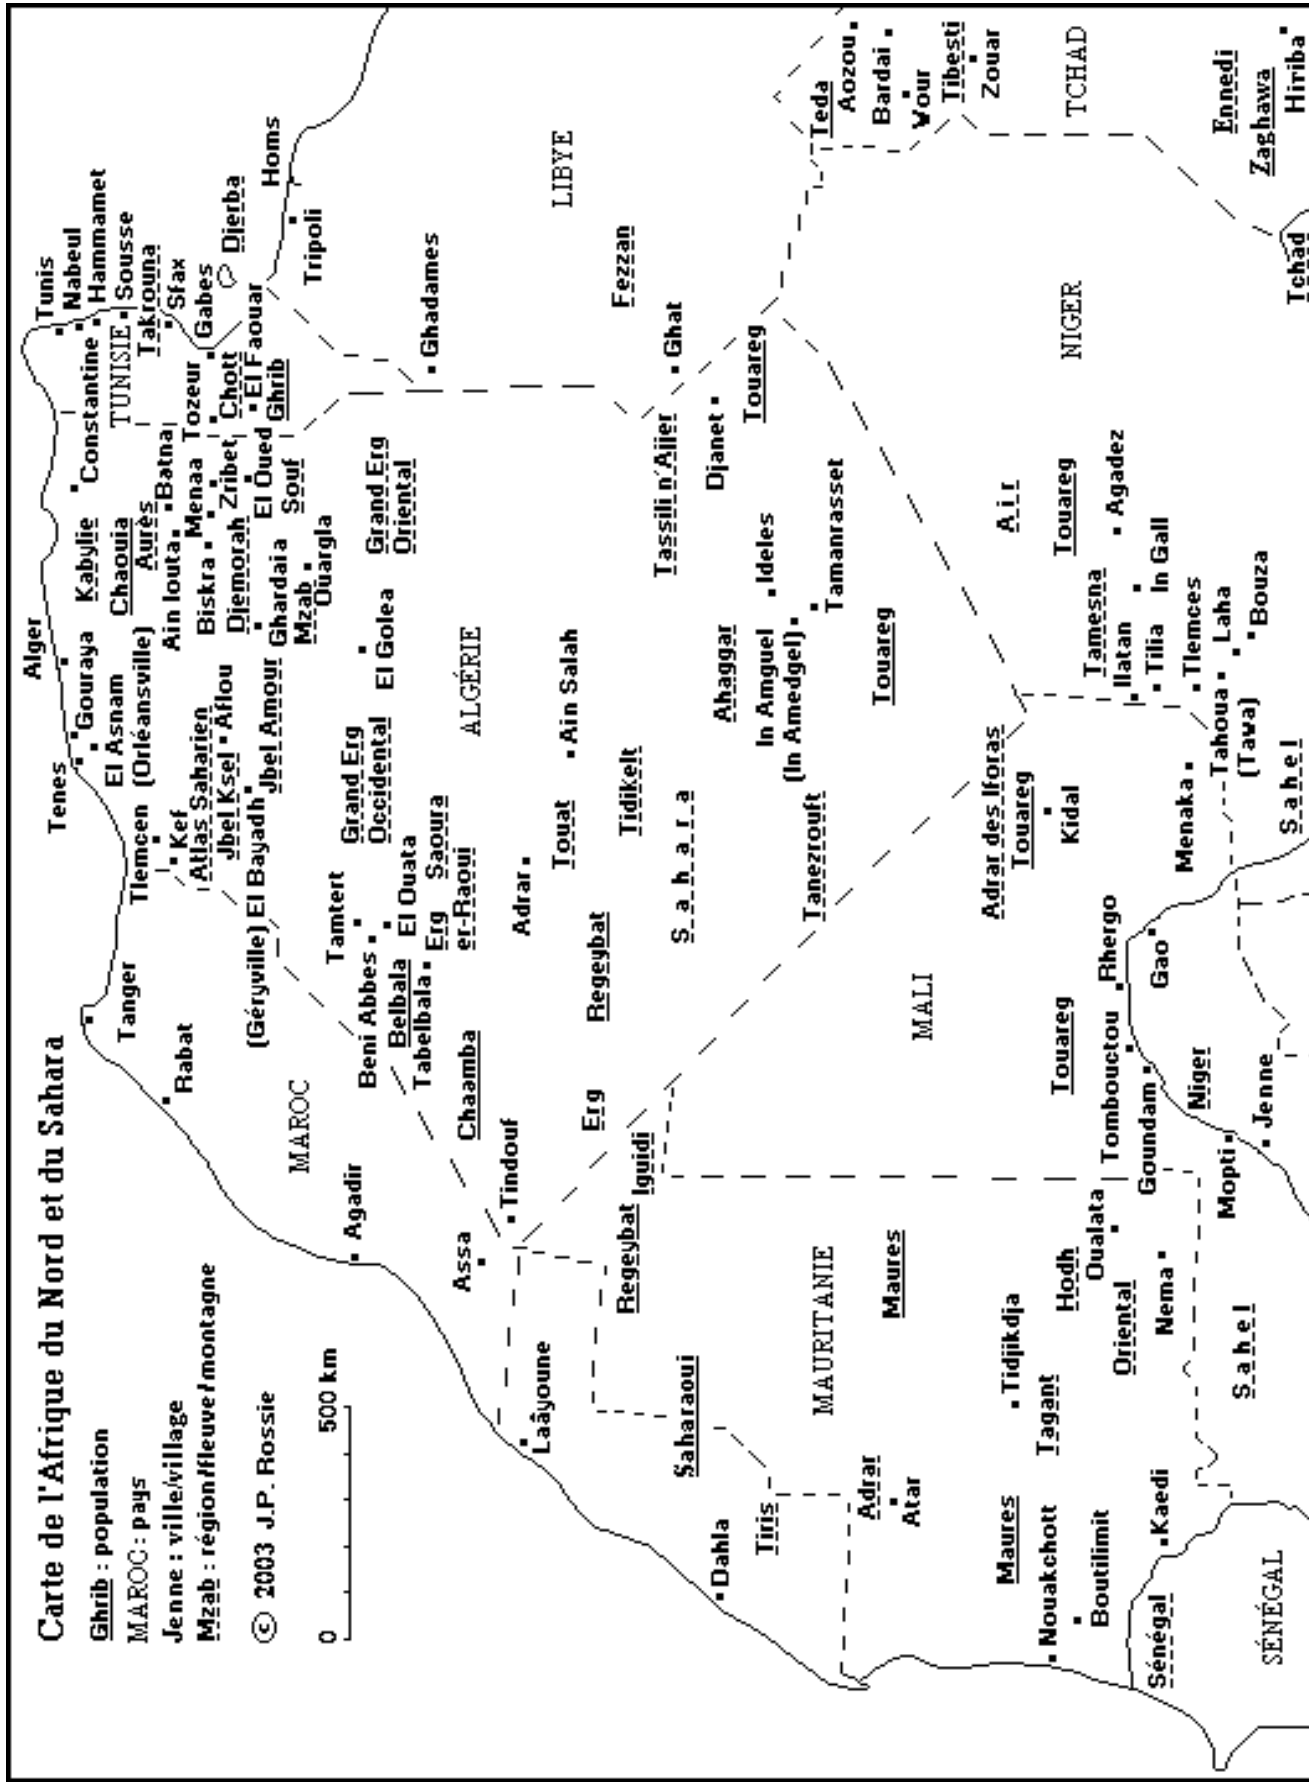 Carte de l'Afrique du Nord et du Sahara
Ghrib : population
MAROC : pays
Jenne : ville/village
Mzab : région/fleuve/montagne
© 2003 J.P. Rossie
0
500 km
Tunis
Nabeul
Hammamet
Sousse
Takrouna
Sfax
Gabes
Djerba
Homs
Tripoli
TUNISIE
Constantine
Tozeur
Chott
El Faouar
Ghrib
Alger
Gouraya
Tenes
El Asnam
(Orléansville)
Kabylie
Chaouia
Aurès
Batna
Ain Iouta
Menaa
Biskra
Zribet
Djemorah
El Oued
Souf
Ghardaia
Mzab
Ouargla
Tlemcen
Kef
Atlas Saharien
Jbel Ksel
Aflou
Jbel Amour
(Géryville) El Bayadh
Tanger
Rabat
MAROC
Agadir
Assa
Grand Erg
Occidental
Grand Erg
Oriental
El Golea
Ghadames
LIBYE
Fezzan
Ghat
Tamtert
Beni Abbes
El Ouata
Belbala
Tabelbala
Erg
er-Raoui
Saoura
Chaamba
Tindouf
ALGÉRIE
Adrar
Touat
Ain Salah
Tidikelt
Regeybat
Erg
Iguidi
Sahara
Tassili n'Ajjer
Djanet
Touareg
Ahaggar
Ideles
In Amguel
(In Amedgel)
Tamanrasset
Tanezrouft
Touareg
Laâyoune
Regeybat
Saharaoui
Dahla
Tiris
MAURITANIE
Maures
Adrar
Atar
Tidjikdja
Tagant
Maures
Nouakchott
Boutilimit
Kaedi
Sénégal
SÉNÉGAL
Hodh
Oriental
Oualata
Nema
Sahel
MALI
Adrar des Iforas
Touareg
Kidal
Touareg
Tombouctou
Rhergo
Goundam
Gao
Niger
Mopti
Jenne
Menaka
Air
Touareg
Agadez
Tamesna
In Gall
Ilatan
Tilia
Tlemces
Tahoua
(Tawa)
Laha
Bouza
Sahel
NIGER
Teda
Aozou
Bardai
Wour
Tibesti
Zouar
TCHAD
Ennedi
Zaghawa
Hiriba
Tchad